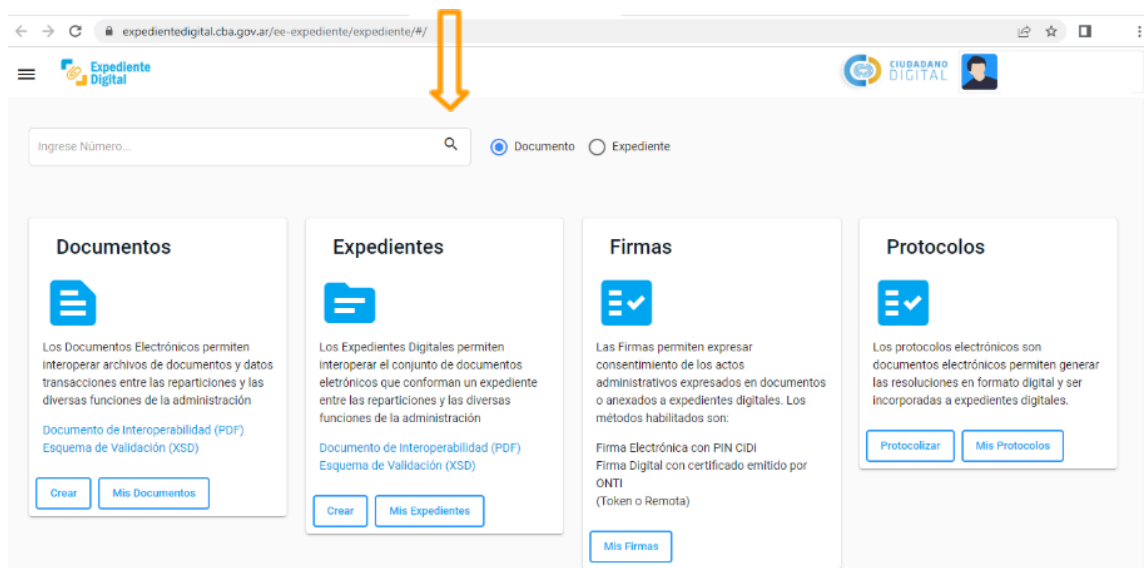 expedientedigital.cba.gov.ar/ee-expediente/expediente/#/
Expediente
Digital
CIUDADANO
DIGITAL
Ingrese Número...
Documento
Expediente
Documentos
Los Documentos Electrónicos permiten
interoperar archivos de documentos y datos
transacciones entre las reparticiones y las
diversas funciones de la administración
Documento de Interoperabilidad (PDF)
Esquema de Validación (XSD)
Crear
Mis Documentos
Expedientes
Los Expedientes Digitales permiten
interoperar el conjunto de documentos
eletrónicos que conforman un expediente
entre las reparticiones y las diversas
funciones de la administración
Documento de Interoperabilidad (PDF)
Esquema de Validación (XSD)
Crear
Mis Expedientes
Firmas
Las Firmas permiten expresar
consentimiento de los actos
administrativos expresados en documentos
o anexados a expedientes digitales. Los
métodos habilitados son:
Firma Electrónica con PIN CiDi
Firma Digital con certificado emitido por
ONTI
(Token o Remota)
Mis Firmas
Protocolos
Los protocolos electrónicos son
documentos electrónicos permiten generar
las resoluciones en formato digital y ser
incorporadas a expedientes digitales.
Protocolizar
Mis Protocolos